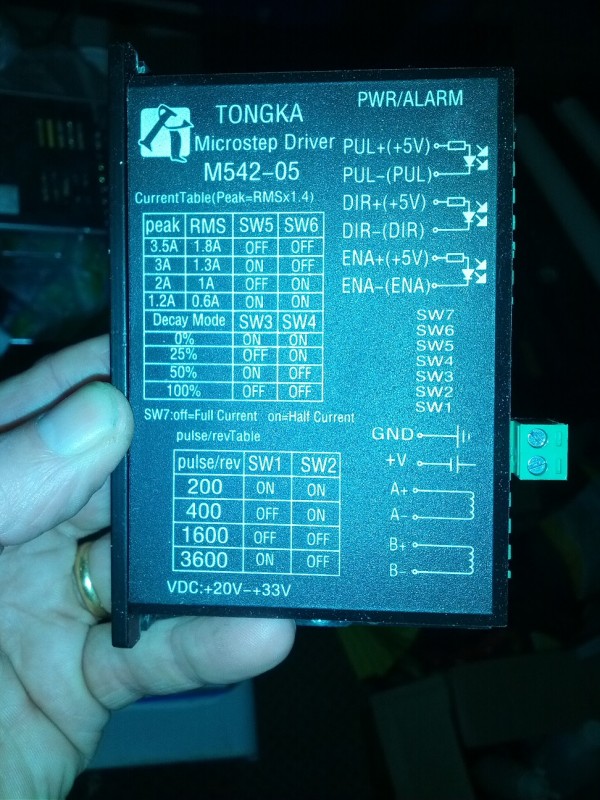 TONGKA
Microstep Driver
M542-05
CurrentTable(Peak=RMSx1.4)
peak RMS SW5 SW6
3.5A 1.8A OFF OFF
3A 1.3A ON OFF
2A 1A OFF ON
1.2A 0.6A ON ON
Decay Mode SW3 SW4
0% ON ON
25% OFF ON
50% ON OFF
100% OFF OFF
SW7:off=Full Current on=Half Current
pulse/revTable
pulse/rev SW1 SW2
200 ON ON
400 OFF ON
1600 OFF OFF
3600 ON OFF
VDC:+20V-+33V
PWR/ALARM
PUL+(+5V)
PUL-(PUL)
DIR+(+5V)
DIR-(DIR)
ENA+(+5V)
ENA-(ENA)
SW7
SW6
SW5
SW4
SW3
SW2
SW1
GND
+V
A+
A-
B+
B-